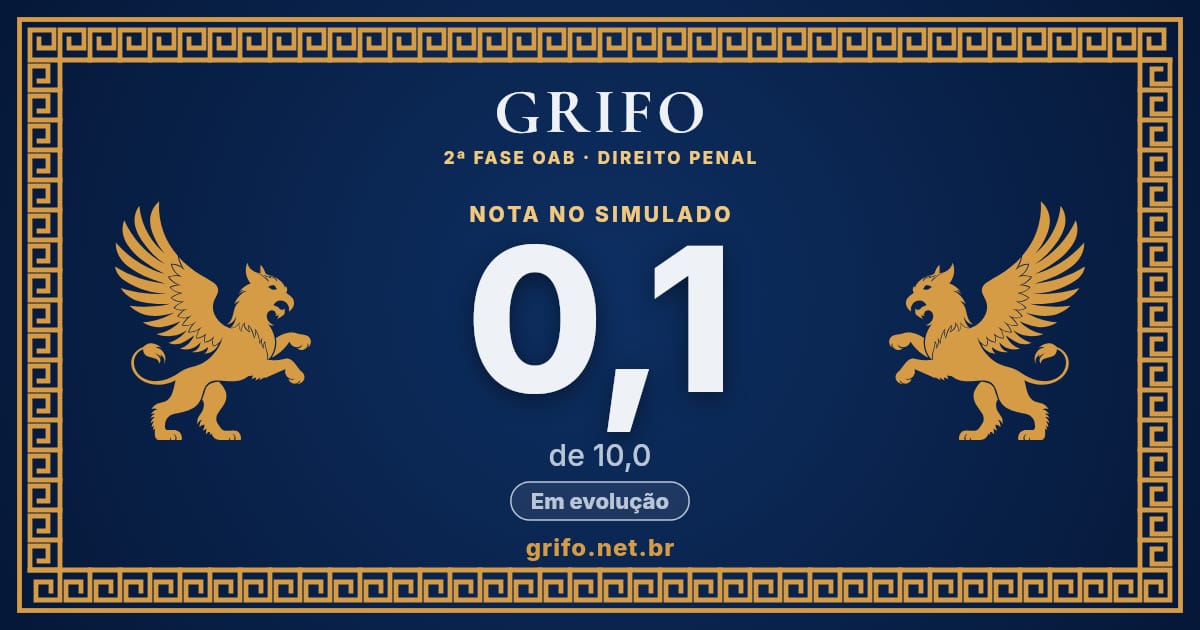 GRIFO
2ª FASE OAB · DIREITO PENAL
NOTA NO SIMULADO
0,1
de 10,0
Em evolução
grifo.net.br